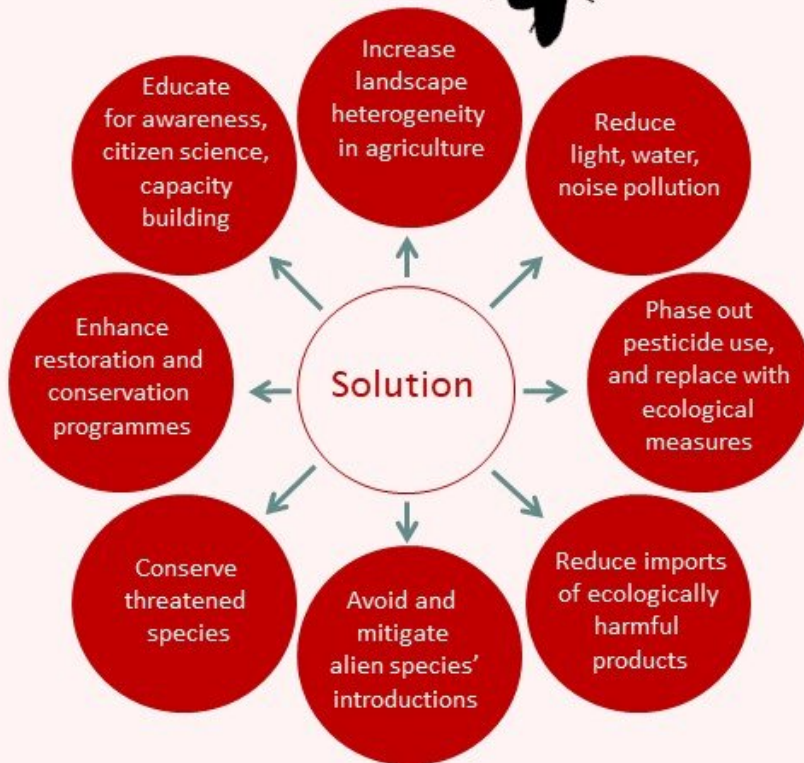 Increase
landscape
heterogeneity
in agriculture
Reduce
light, water,
noise pollution
Phase out
pesticide use,
and replace with
ecological
measures
Reduce imports
of ecologically
harmful
products
Avoid and
mitigate
alien species’
introductions
Conserve
threatened
species
Enhance
restoration and
conservation
programmes
Educate
for awareness,
citizen science,
capacity
building
Solution